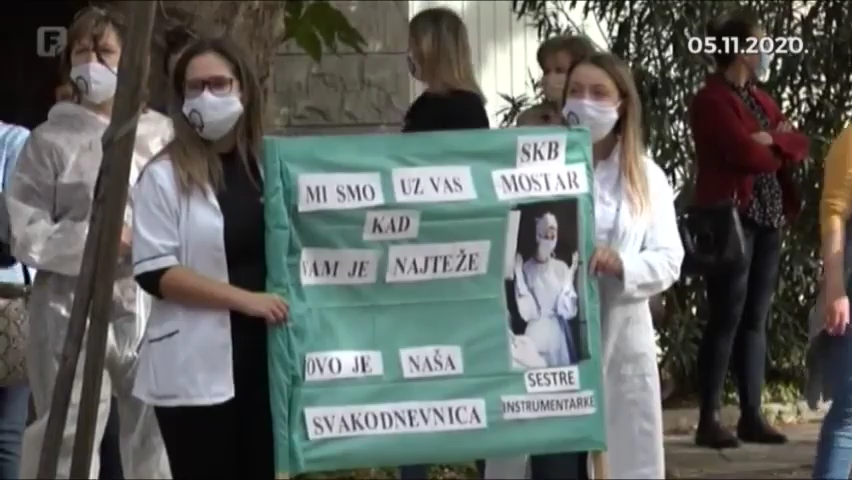 F
05.11.2020.
SKB
MI SMO UZ VAS MOSTAR
KAD
VAM JE NAJTEŽE
OVO JE NAŠA
SVAKODNEVNICA
SESTRE
INSTRUMENTARKE